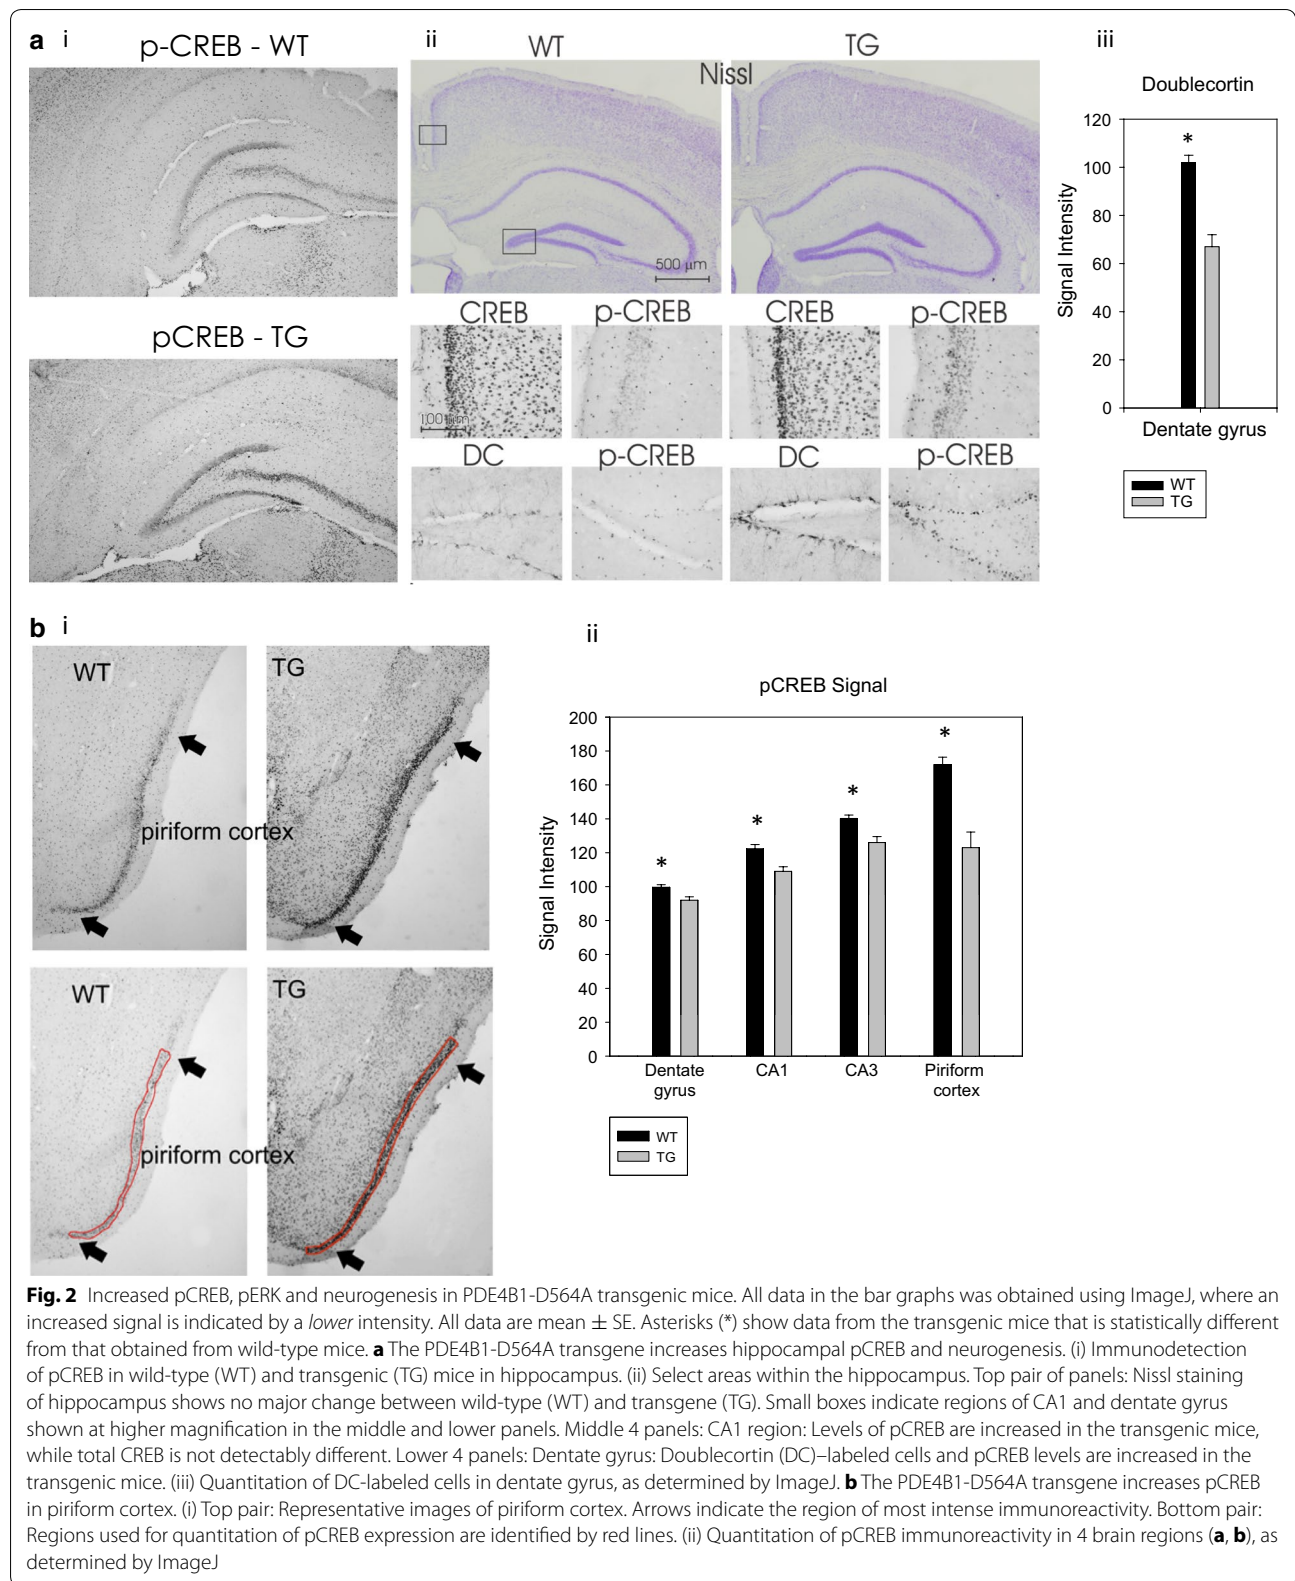 a i
p-CREB - WT
pCREB - TG
ii
WT
TG
Nissl
500 μm
CREB
p-CREB
CREB
p-CREB
100 μm
DC
p-CREB
DC
p-CREB
iii
Doublecortin
Signal Intensity
120
100
80
60
40
20
0
*
Dentate gyrus
WT
TG
b i
WT
TG
piriform cortex
WT
TG
piriform cortex
ii
pCREB Signal
Signal Intensity
200
180
160
140
120
100
80
60
40
20
0
*
*
*
*
Dentate
gyrus
CA1
CA3
Piriform
cortex
WT
TG
Fig. 2 Increased pCREB, pERK and neurogenesis in PDE4B1-D564A transgenic mice. All data in the bar graphs was obtained using ImageJ, where an
increased signal is indicated by a lower intensity. All data are mean ± SE. Asterisks (*) show data from the transgenic mice that is statistically different
from that obtained from wild-type mice. a The PDE4B1-D564A transgene increases hippocampal pCREB and neurogenesis. (i) Immunodetection
of pCREB in wild-type (WT) and transgenic (TG) mice in hippocampus. (ii) Select areas within the hippocampus. Top pair of panels: Nissl staining
of hippocampus shows no major change between wild-type (WT) and transgene (TG). Small boxes indicate regions of CA1 and dentate gyrus
shown at higher magnification in the middle and lower panels. Middle 4 panels: CA1 region: Levels of pCREB are increased in the transgenic mice,
while total CREB is not detectably different. Lower 4 panels: Dentate gyrus: Doublecortin (DC)–labeled cells and pCREB levels are increased in the
transgenic mice. (iii) Quantitation of DC-labeled cells in dentate gyrus, as determined by ImageJ. b The PDE4B1-D564A transgene increases pCREB
in piriform cortex. (i) Top pair: Representative images of piriform cortex. Arrows indicate the region of most intense immunoreactivity. Bottom pair:
Regions used for quantitation of pCREB expression are identified by red lines. (ii) Quantitation of pCREB immunoreactivity in 4 brain regions (a, b), as
determined by ImageJ